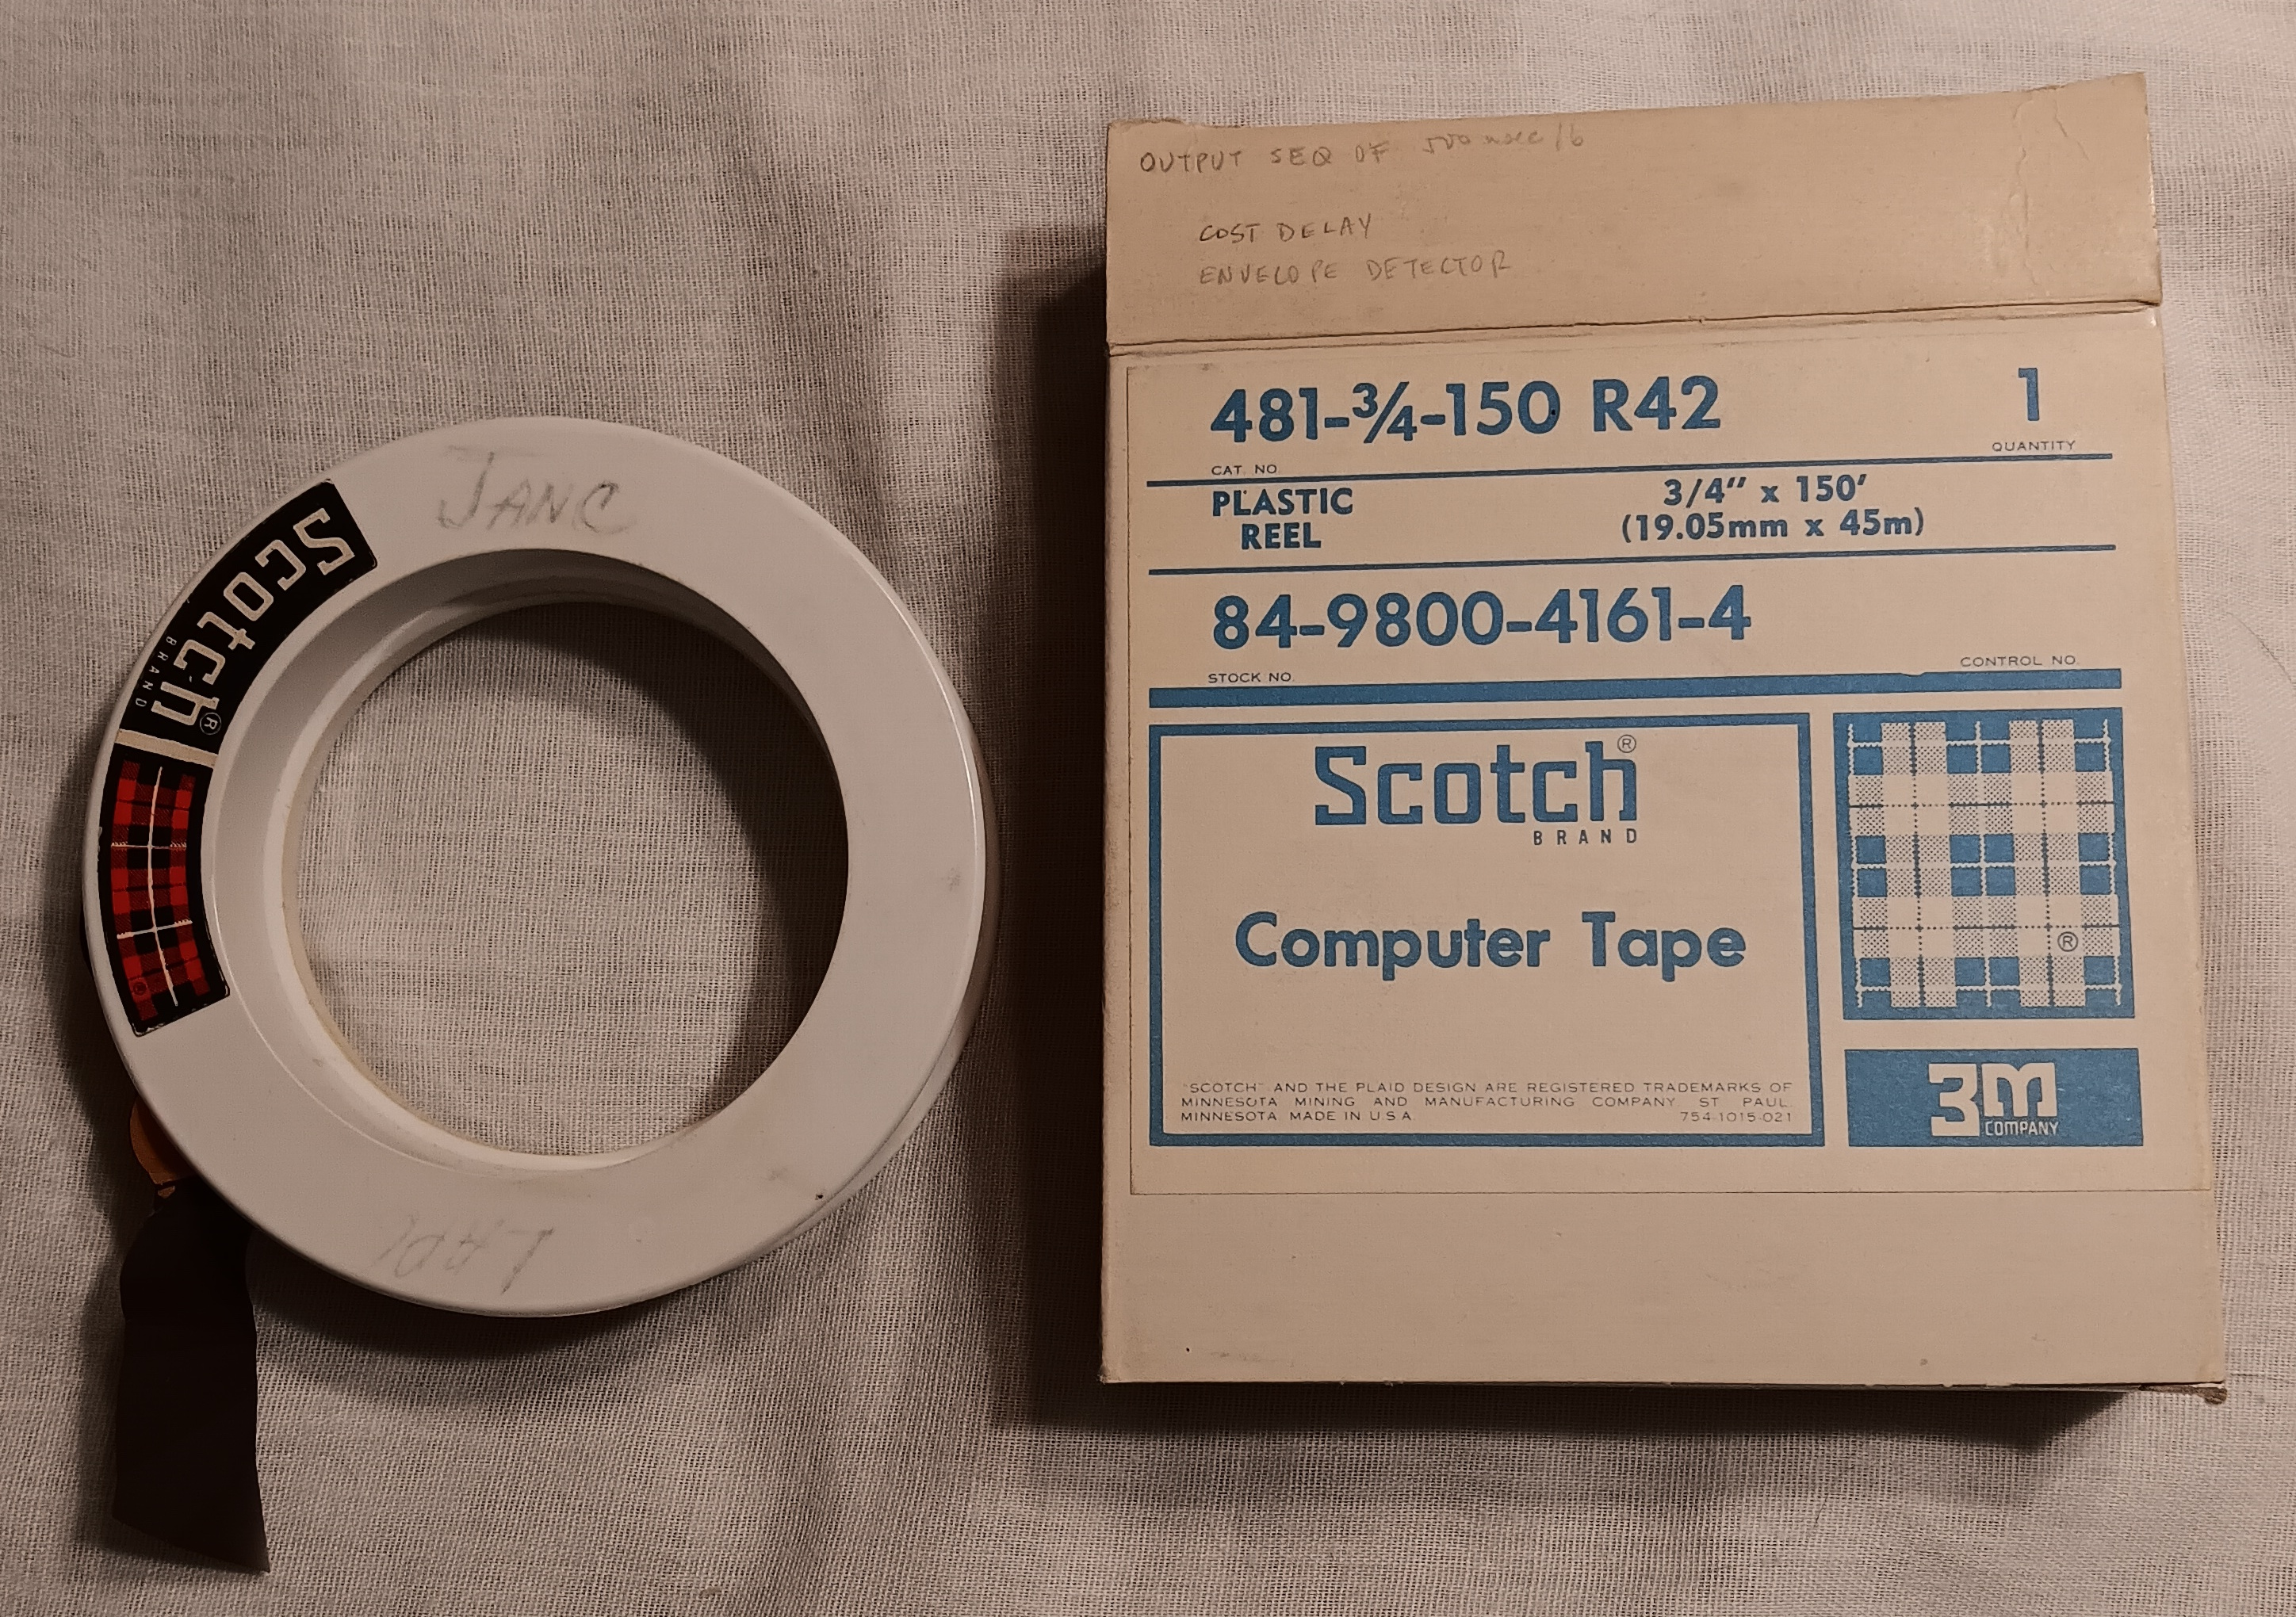 JANC
Scotch®
BRAND
OUTPUT SEQ OF
COST DELAY
ENVELOPE DETECTOR
481-¾-150 R42
1
CAT. NO.
QUANTITY
PLASTIC
REEL
3/4" x 150'
(19.05mm x 45m)
84-9800-4161-4
STOCK NO.
CONTROL NO.
Scotch®
BRAND
Computer Tape
"SCOTCH" AND THE PLAID DESIGN ARE REGISTERED TRADEMARKS OF
MINNESOTA MINING AND MANUFACTURING COMPANY, ST. PAUL,
MINNESOTA. MADE IN U.S.A. 754-1015-021
®
3M
COMPANY